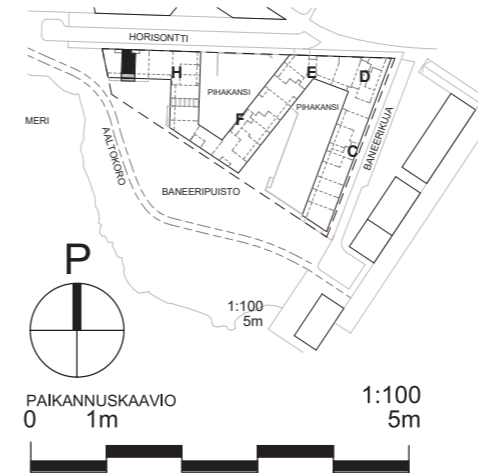 HORISONTTI
H
E
D
PIHAKANSI
PIHAKANSI
F
C
MERI
AALTOKORO
BANEERIKUJA
BANEERIPUISTO
P
1:100
5m
PAIKANNUSKAAVIO
1:100
0 1m 5m